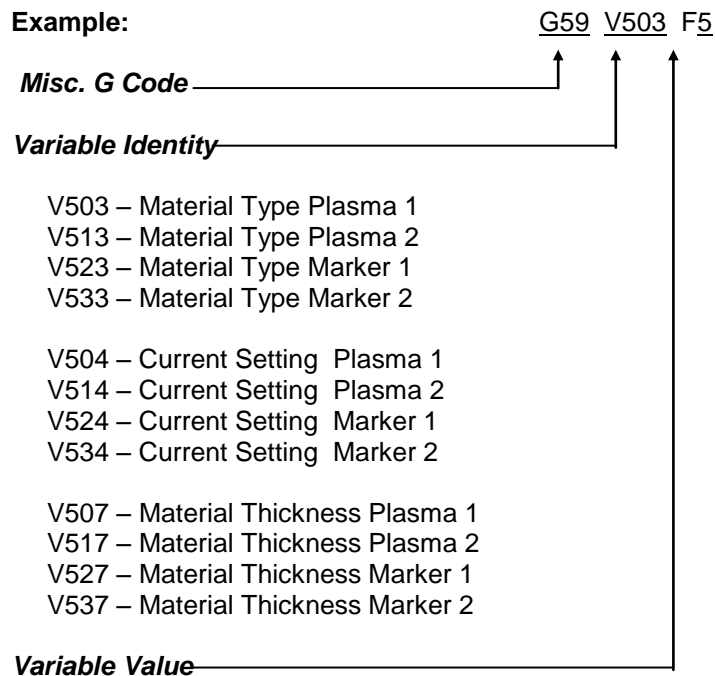 Example: G59 V503 F5
Misc. G Code
Variable Identity
V503 – Material Type Plasma 1
V513 – Material Type Plasma 2
V523 – Material Type Marker 1
V533 – Material Type Marker 2
V504 – Current Setting Plasma 1
V514 – Current Setting Plasma 2
V524 – Current Setting Marker 1
V534 – Current Setting Marker 2
V507 – Material Thickness Plasma 1
V517 – Material Thickness Plasma 2
V527 – Material Thickness Marker 1
V537 – Material Thickness Marker 2
Variable Value